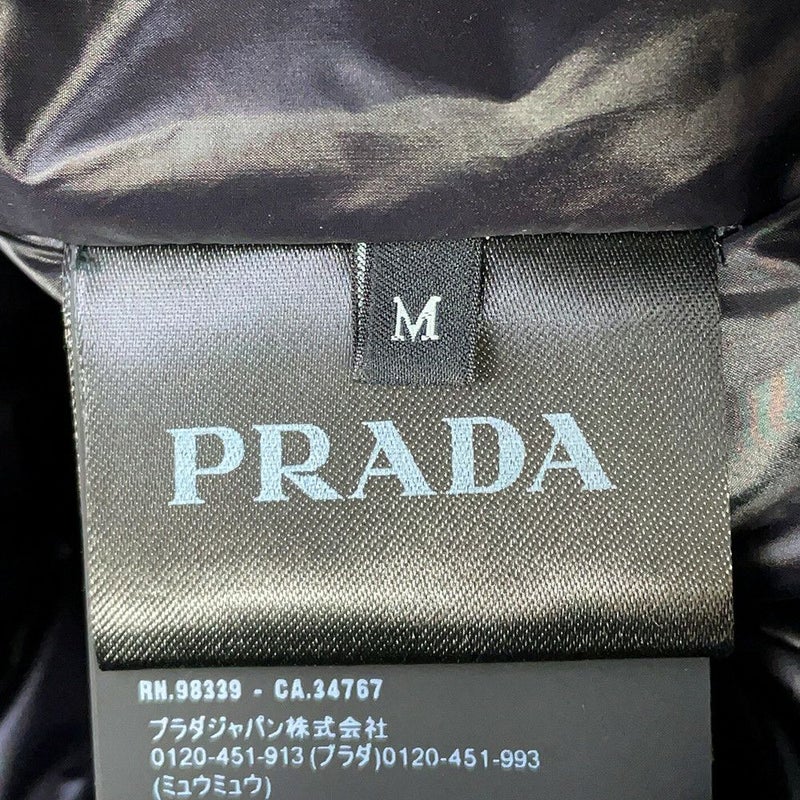 M
PRADA
RN.98339 - CA.34767
プラダジャパン株式会社
0120-451-913 (プラダ)0120-451-993
(ミュウミュウ)